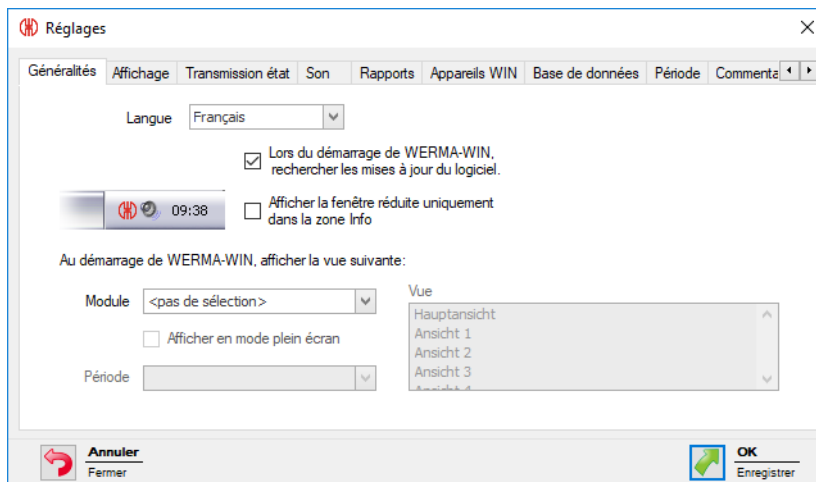 Réglages
Généralités Affichage Transmission état Son Rapports Appareils WIN Base de données Période Commenta
Langue Français
Lors du démarrage de WERMA-WIN,
rechercher les mises à jour du logiciel.
09:38
Afficher la fenêtre réduite uniquement
dans la zone Info
Au démarrage de WERMA-WIN, afficher la vue suivante:
Module <pas de sélection>
Afficher en mode plein écran
Période
Vue
Hauptansicht
Ansicht 1
Ansicht 2
Ansicht 3
Ansicht 4
Annuler
Fermer
OK
Enregistrer